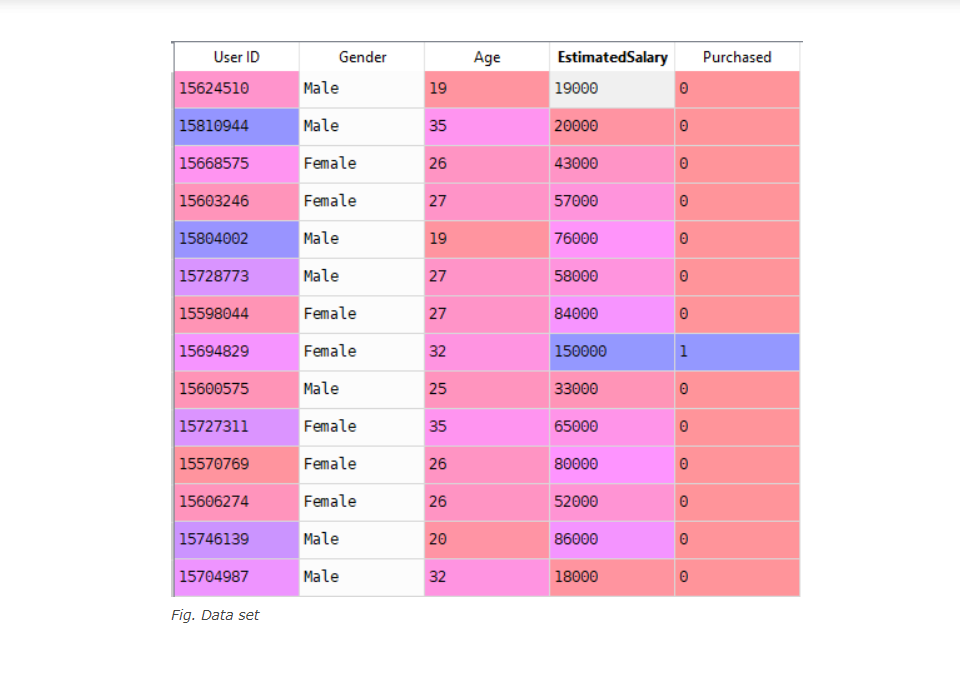 User ID Gender Age EstimatedSalary Purchased
15624510 Male 19 19000 0
15810944 Male 35 20000 0
15668575 Female 26 43000 0
15603246 Female 27 57000 0
15804002 Male 19 76000 0
15728773 Male 27 58000 0
15598044 Female 27 84000 0
15694829 Female 32 150000 1
15600575 Male 25 33000 0
15727311 Female 35 65000 0
15570769 Female 26 80000 0
15606274 Female 26 52000 0
15746139 Male 20 86000 0
15704987 Male 32 18000 0
Fig. Data set